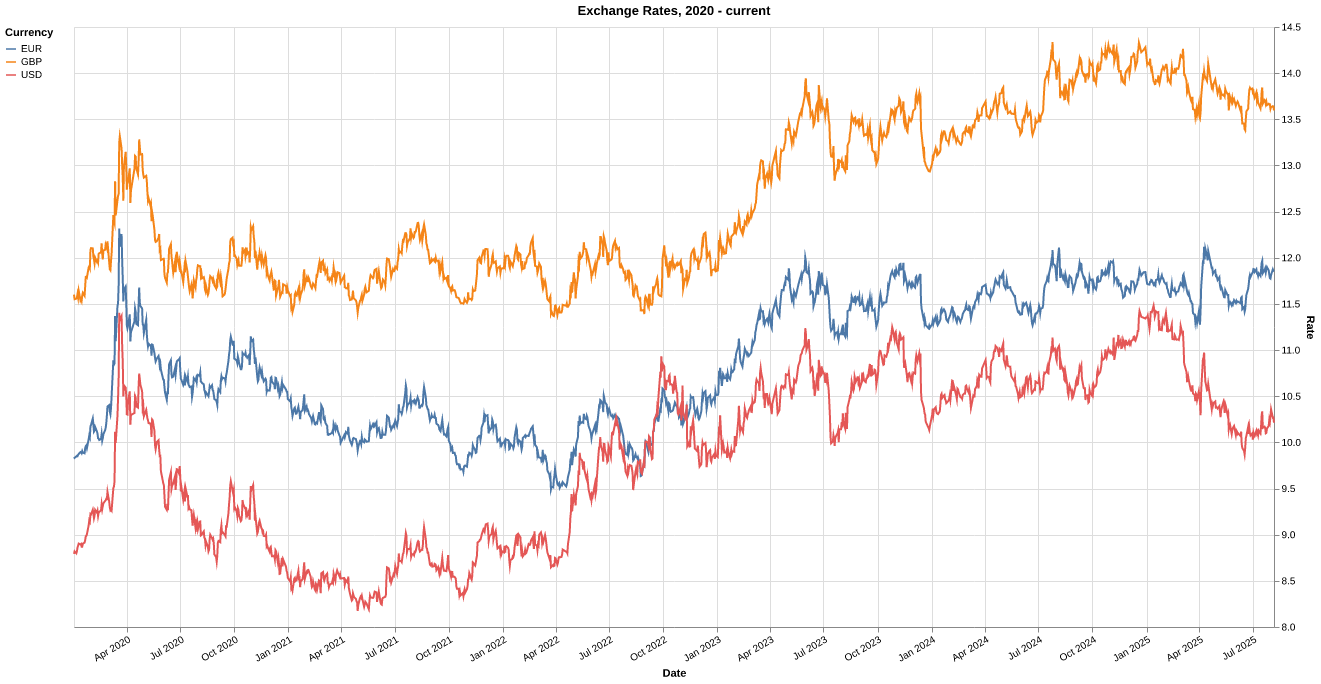 Exchange Rates, 2020 - current
Currency
EUR
GBP
USD
14.5
14.0
13.5
13.0
12.5
12.0
11.5
11.0
10.5
10.0
9.5
9.0
8.5
8.0
Rate
Apr 2020
Jul 2020
Oct 2020
Jan 2021
Apr 2021
Jul 2021
Oct 2021
Jan 2022
Apr 2022
Jul 2022
Oct 2022
Jan 2023
Apr 2023
Jul 2023
Oct 2023
Jan 2024
Apr 2024
Jul 2024
Oct 2024
Jan 2025
Apr 2025
Jul 2025
Date